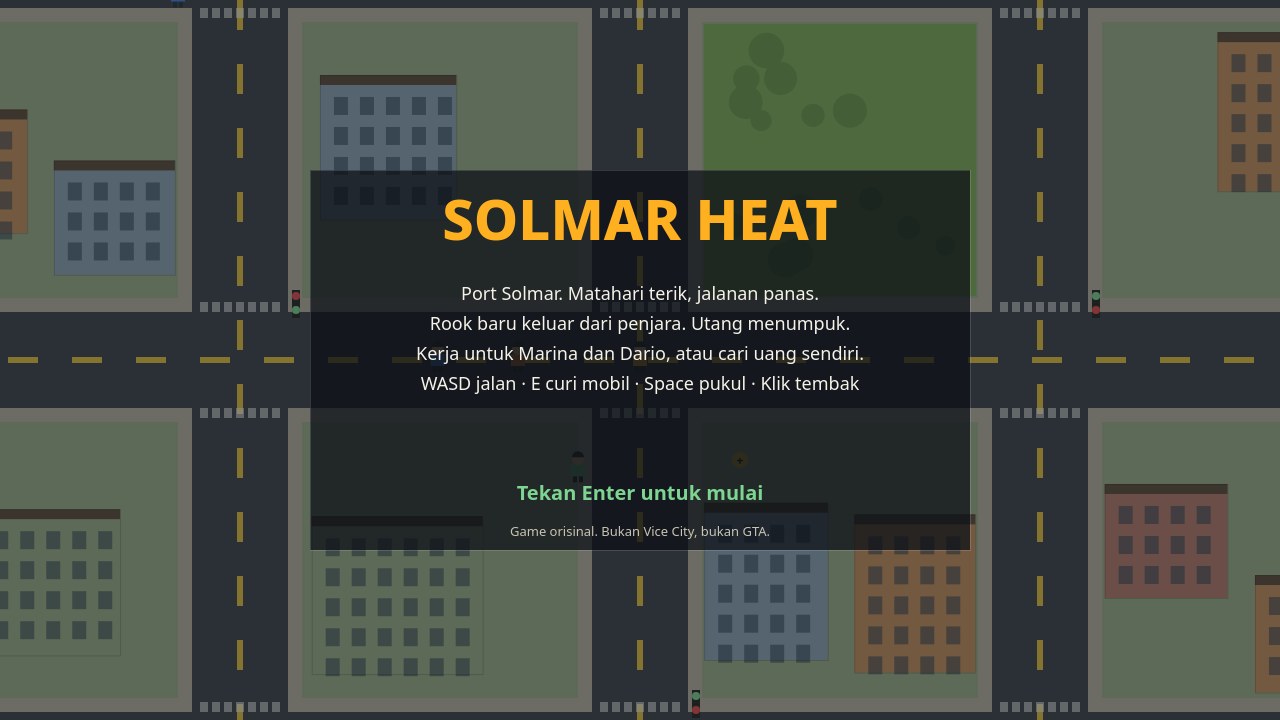 SOLMAR HEAT
Port Solmar. Matahari terik, jalanan panas.
Rook baru keluar dari penjara. Utang menumpuk.
Kerja untuk Marina dan Dario, atau cari uang sendiri.
WASD jalan · E curi mobil · Space pukul · Klik tembak
Tekan Enter untuk mulai
Game orisinal. Bukan Vice City, bukan GTA.